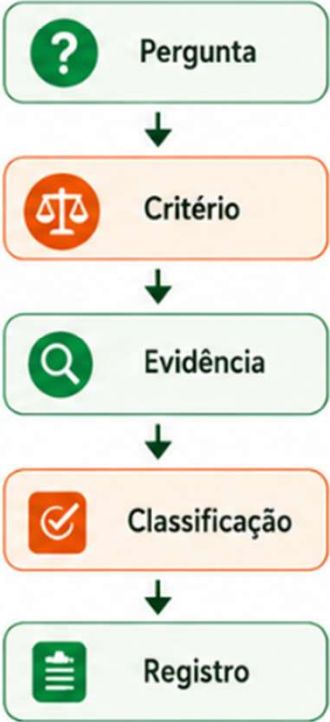 Pergunta
Critério
Evidência
Classificação
Registro